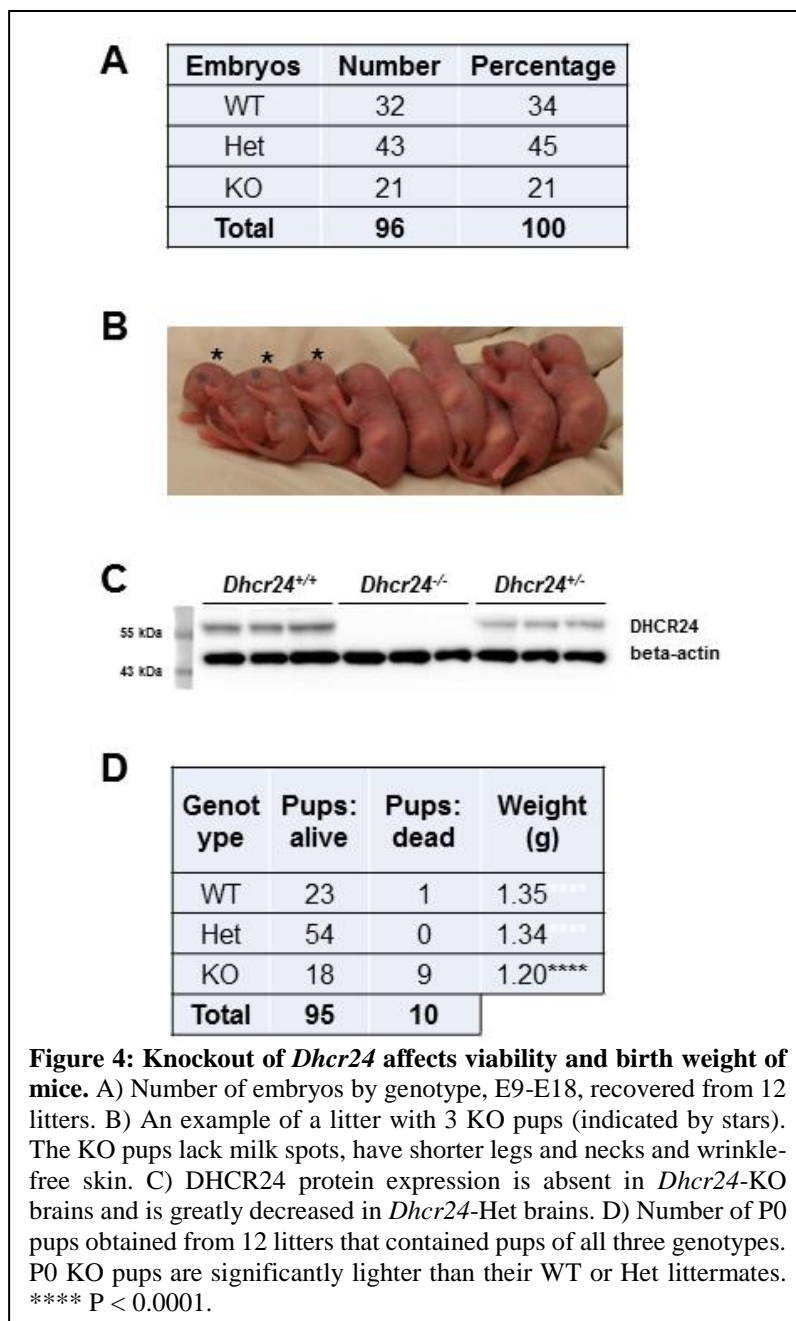 A
Embryos Number Percentage
WT 32 34
Het 43 45
KO 21 21
Total 96 100
B
* * *
C
Dhcr24+/+ Dhcr24-/- Dhcr24+/-
55 kDa
DHCR24
beta-actin
43 kDa
D
Genot Pups: Pups: Weight
ype alive dead (g)
WT 23 1 1.35****
Het 54 0 1.34****
KO 18 9 1.20****
Total 95 10
Figure 4: Knockout of Dhcr24 affects viability and birth weight of
mice. A) Number of embryos by genotype, E9-E18, recovered from 12
litters. B) An example of a litter with 3 KO pups (indicated by stars).
The KO pups lack milk spots, have shorter legs and necks and wrinkle-
free skin. C) DHCR24 protein expression is absent in Dhcr24-KO
brains and is greatly decreased in Dhcr24-Het brains. D) Number of P0
pups obtained from 12 litters that contained pups of all three genotypes.
P0 KO pups are significantly lighter than their WT or Het littermates.
**** P < 0.0001.